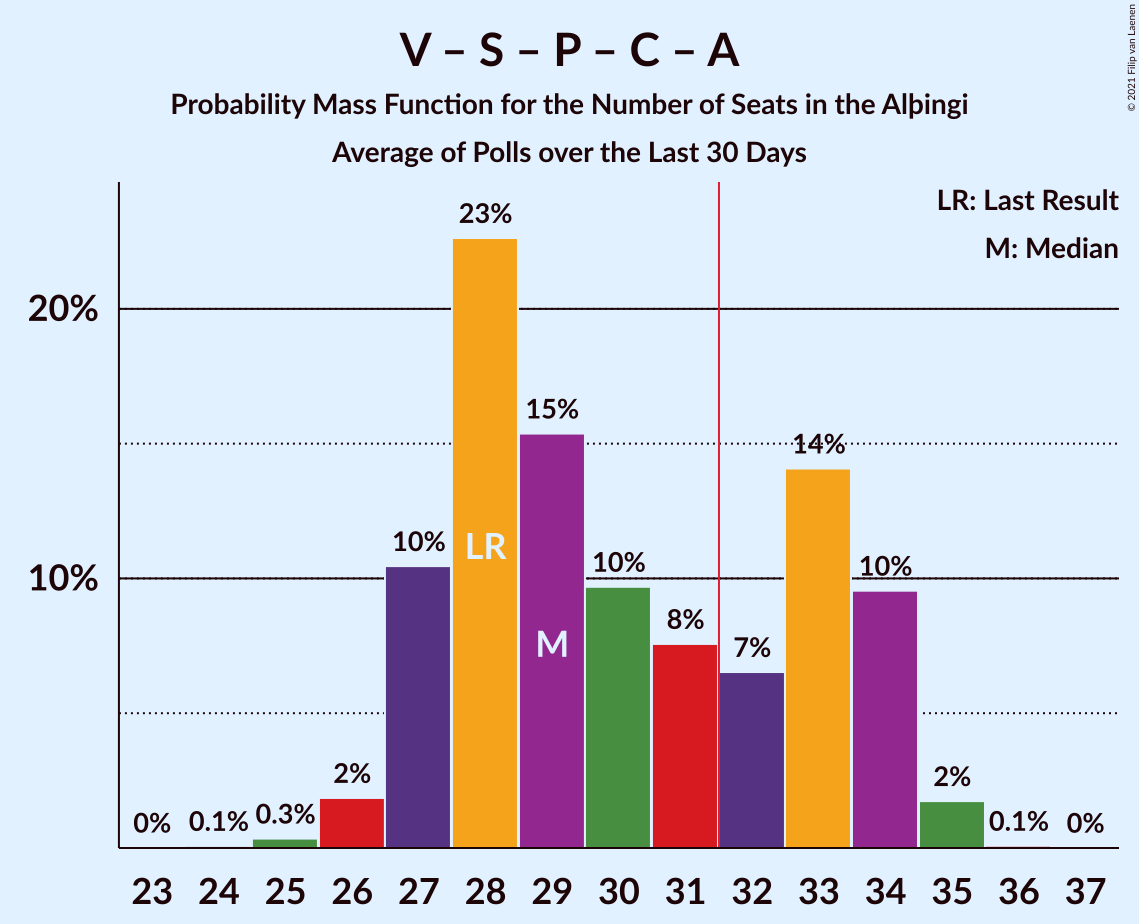 V – S – P – C – A
Probability Mass Function for the Number of Seats in the Alþingi
Average of Polls over the Last 30 Days
© 2021 Filip van Laenen
LR: Last Result
M: Median
20%
10%
0%
0.1%
0.3%
2%
10%
23%
15%
10%
8%
7%
14%
10%
2%
0.1%
0%
LR
M
23 24 25 26 27 28 29 30 31 32 33 34 35 36 37